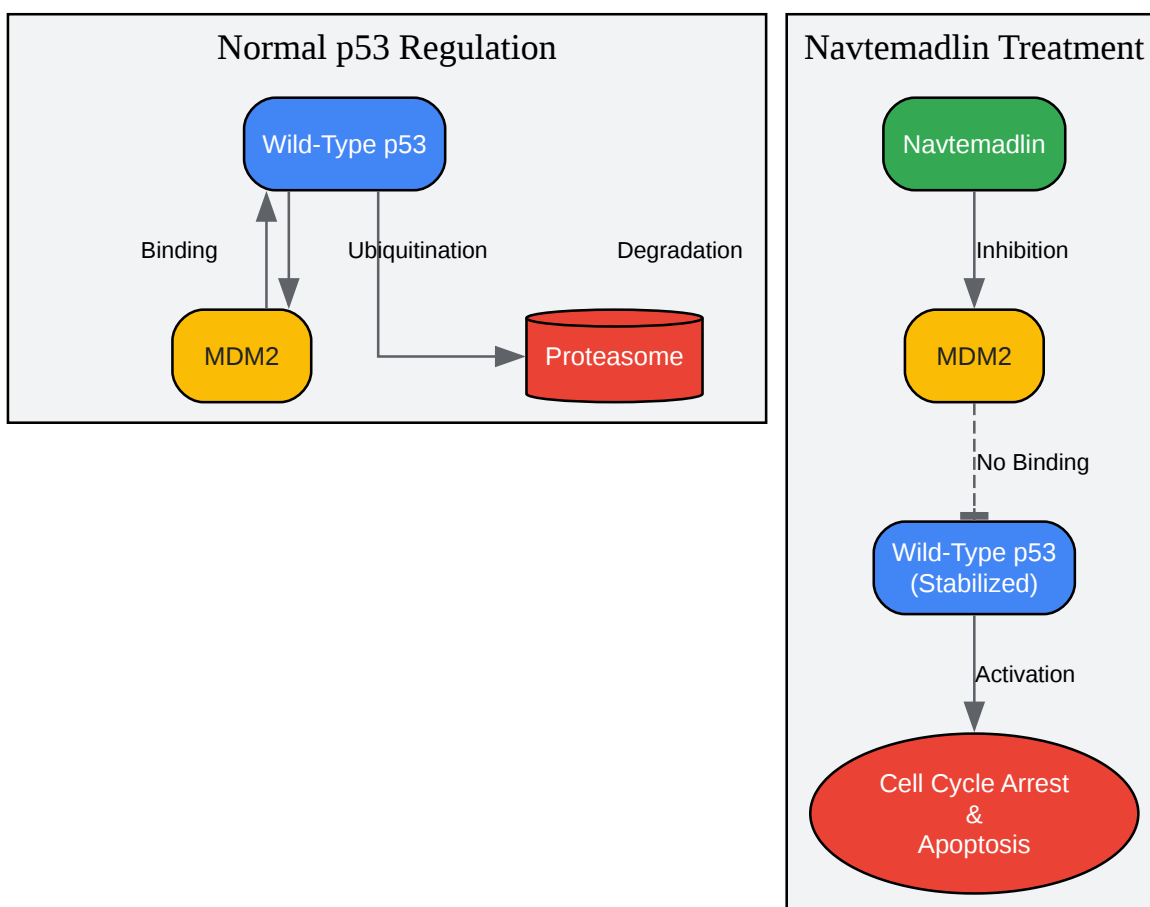 Normal p53 Regulation
Wild-Type p53
Binding
Ubiquitination
Degradation
MDM2
Proteasome
Navtemadlin Treatment
Navtemadlin
Inhibition
MDM2
No Binding
Wild-Type p53
(Stabilized)
Activation
Cell Cycle Arrest
&
Apoptosis